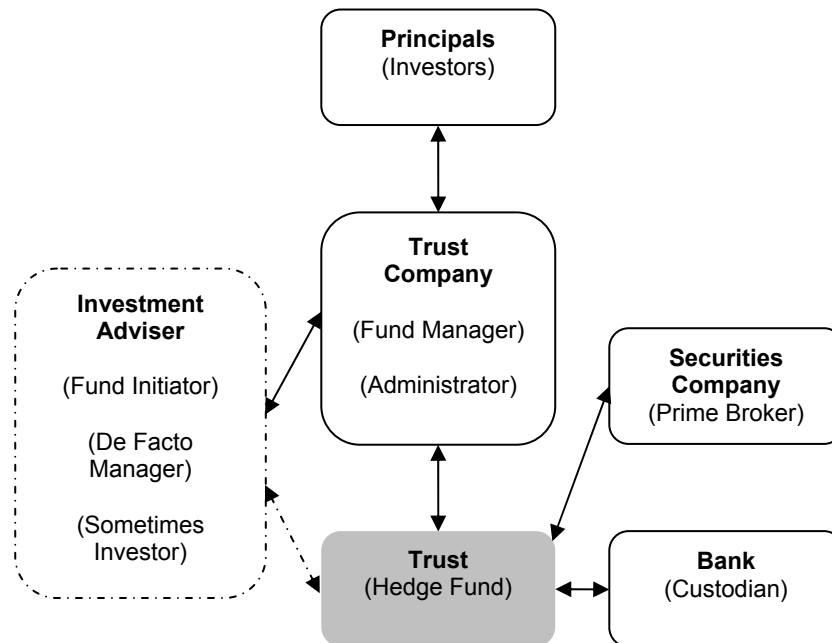 Principals
(Investors)
Trust
Company
(Fund Manager)
(Administrator)
Investment
Adviser
(Fund Initiator)
(De Facto
Manager)
(Sometimes
Investor)
Securities
Company
(Prime Broker)
Trust
(Hedge Fund)
Bank
(Custodian)